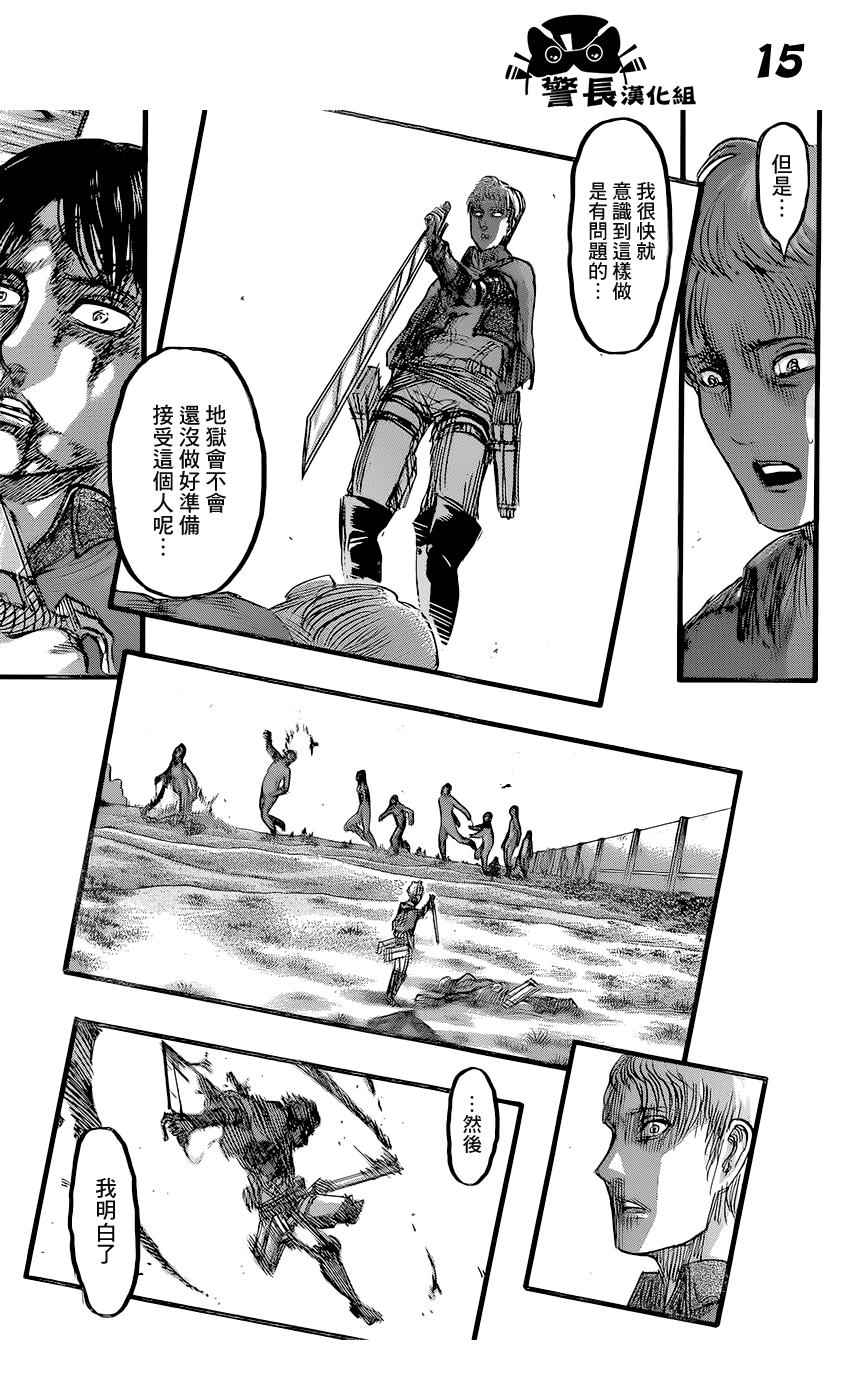 警長漢化組
15
但是…
我很快就
意識到這樣做
是有問題的…
地獄會不會
還沒做好準備
接受這個人呢…
…然後
我明白了